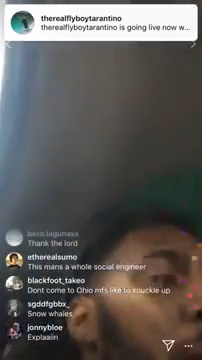 therealflyboytarantino
therealflyboytarantino is going live now w...
beto.lagunass
Thank the lord
etherealsumo
This mans a whole social engineer
blackfoot_takeo
Dont come to Ohio mfs like to knuckle up
sgddfgbbx_
Snow whales
jonnybloe
Explaaiin